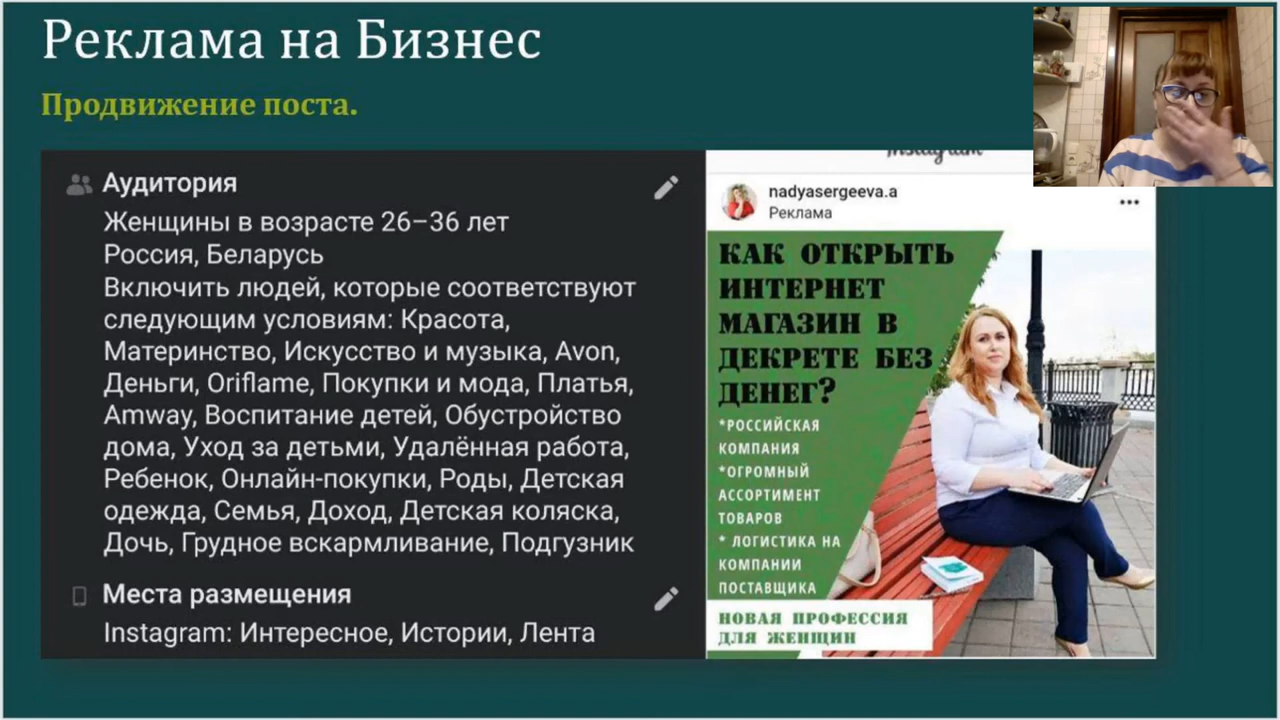 Реклама на Бизнес
Продвижение поста.
Аудитория
Женщины в возрасте 26–36 лет
Россия, Беларусь
Включить людей, которые соответствуют
следующим условиям: Красота,
Материнство, Искусство и музыка, Avon,
Деньги, Oriflame, Покупки и мода, Платья,
Amway, Воспитание детей, Обустройство
дома, Уход за детьми, Удалённая работа,
Ребенок, Онлайн-покупки, Роды, Детская
одежда, Семья, Доход, Детская коляска,
Дочь, Грудное вскармливание, Подгузник
Места размещения
Instagram: Интересное, Истории, Лента
Instagram
nadyasergeeva.a
Реклама
КАК ОТКРЫТЬ
ИНТЕРНЕТ
МАГАЗИН В
ДЕКРЕТЕ БЕЗ
ДЕНЕГ?
*РОССИЙСКАЯ
КОМПАНИЯ
*ОГРОМНЫЙ
АССОРТИМЕНТ
ТОВАРОВ
* ЛОГИСТИКА НА
КОМПАНИИ
ПОСТАВЩИКА
НОВАЯ ПРОФЕССИЯ
ДЛЯ ЖЕНЩИН